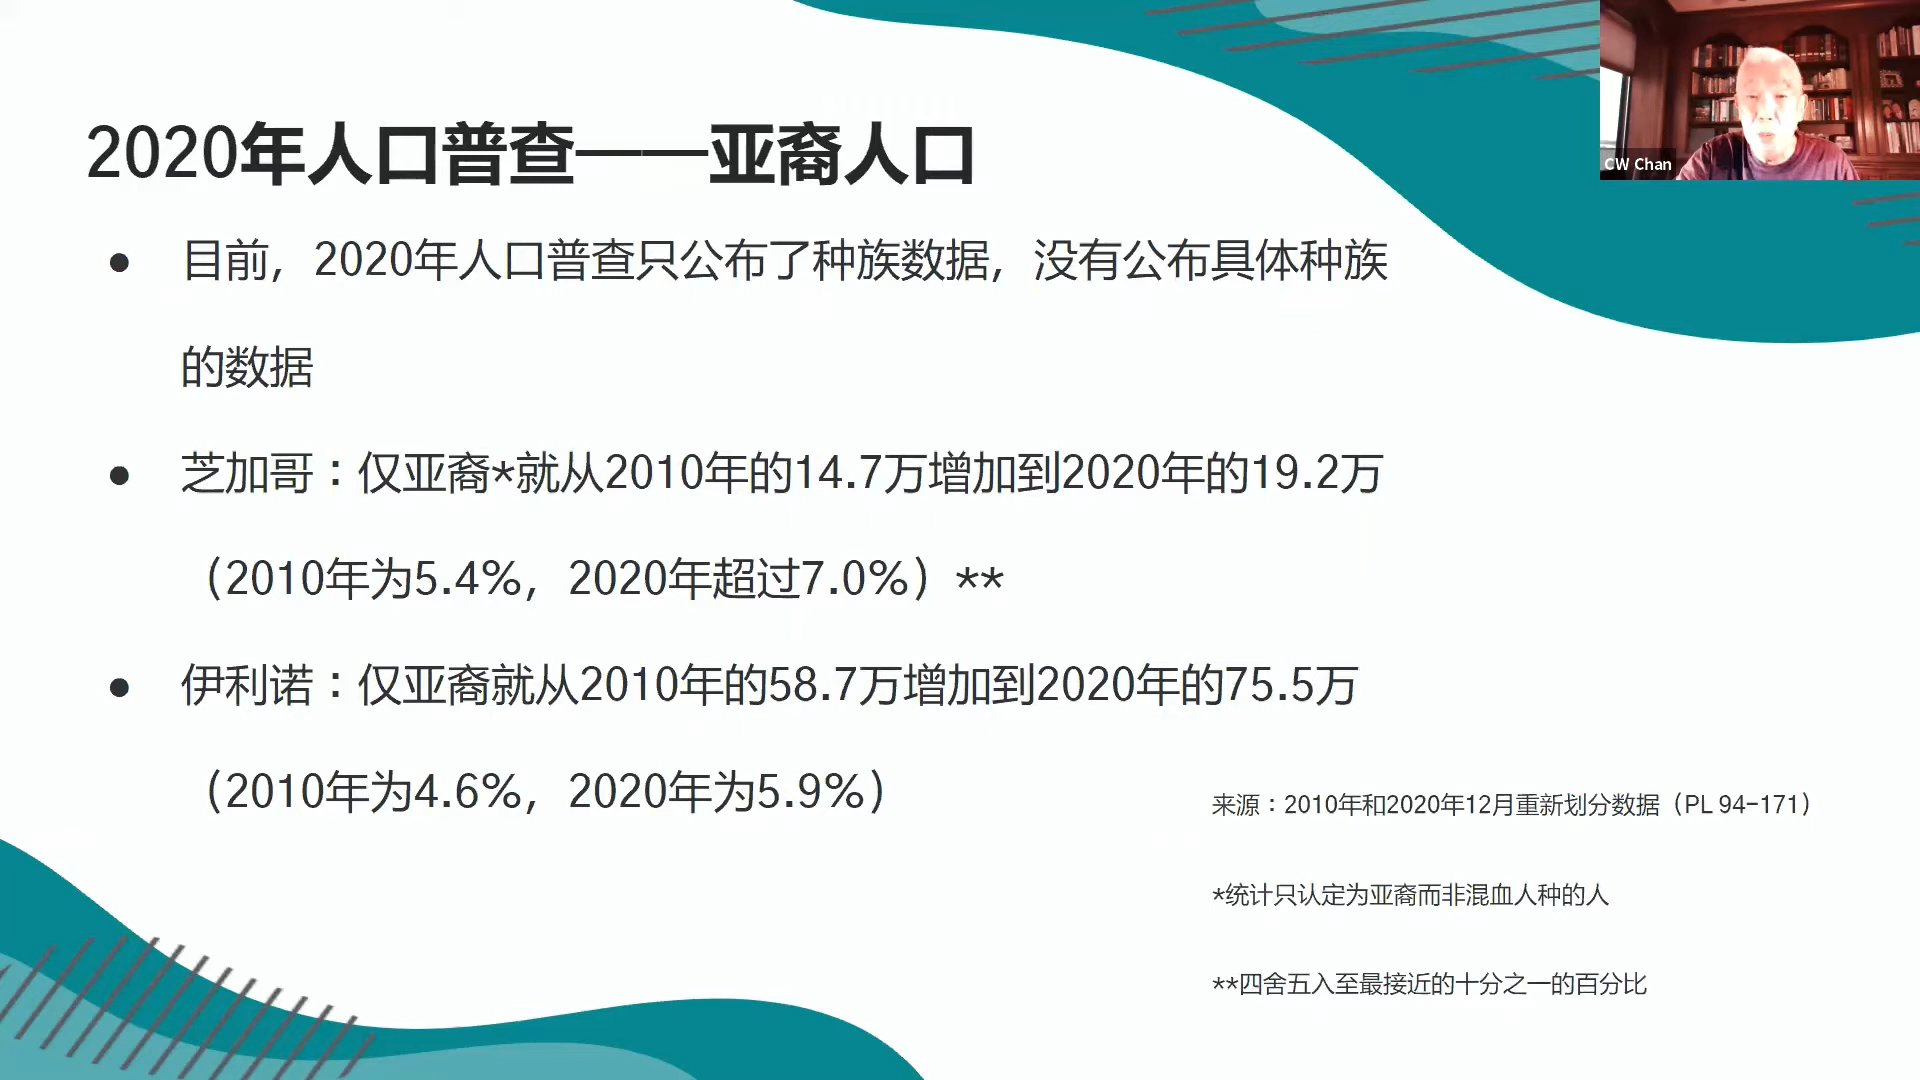 2020年人口普查——亚裔人口
CW Chan
● 目前，2020年人口普查只公布了种族数据，没有公布具体种族
的数据
● 芝加哥：仅亚裔*就从2010年的14.7万增加到2020年的19.2万
（2010年为5.4%，2020年超过7.0%）**
● 伊利诺：仅亚裔就从2010年的58.7万增加到2020年的75.5万
（2010年为4.6%，2020年为5.9%）
来源：2010年和2020年12月重新划分数据（PL 94-171）
*统计只认定为亚裔而非混血人种的人
**四舍五入至最接近的十分之一的百分比